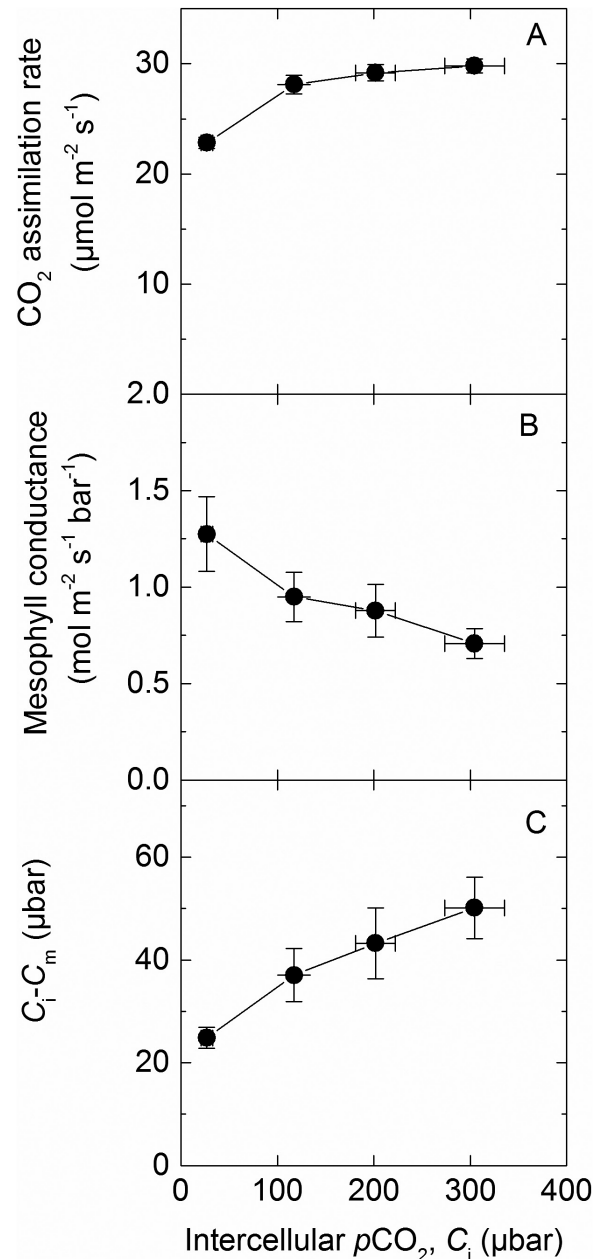 A
30
20
10
0
CO₂ assimilation rate
(µmol m⁻² s⁻¹)
B
2.0
1.5
1.0
0.5
0.0
Mesophyll conductance
(mol m⁻² s⁻¹ bar⁻¹)
C
60
40
20
0
Cᵢ-Cₘ (µbar)
0 100 200 300 400
Intercellular pCO₂, Cᵢ (µbar)